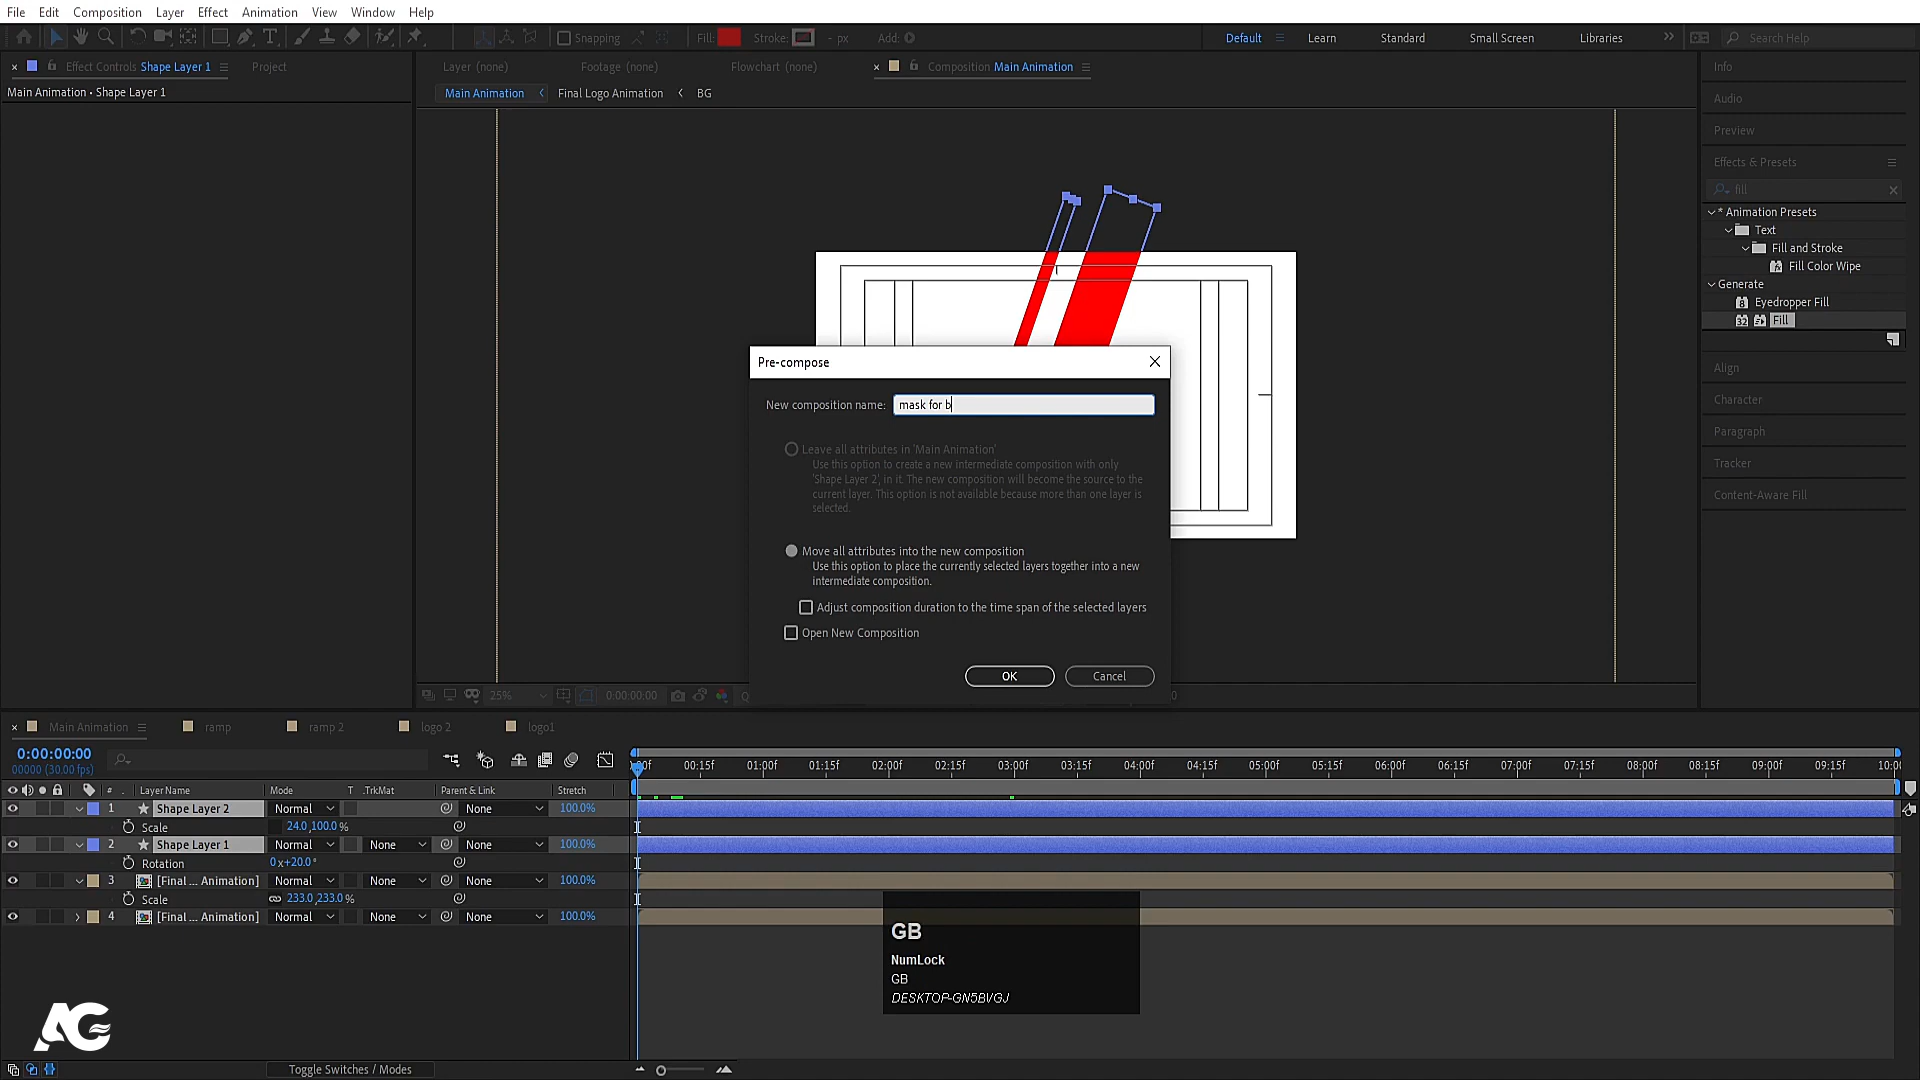 File Edit Composition Layer Effect Animation View Window Help
Snapping Fill: Stroke: - px Add: Default Learn Standard Small Screen Libraries Search Help
Effect Controls Shape Layer 1 Project Layer (none) Footage (none) Flowchart (none) Composition Main Animation Info
Main Animation • Shape Layer 1 Main Animation Final Logo Animation BG
Audio
Preview
Effects & Presets
fill
* Animation Presets
Text
Fill and Stroke
Fill Color Wipe
Generate
Eyedropper Fill
Fill
Align
Character
Paragraph
Tracker
Content-Aware Fill
Pre-compose
New composition name: mask for b
Leave all attributes in 'Main Animation'
Use this option to create a new intermediate composition with only
'Shape Layer 2', in it. The new composition will become the source to the
current layer. This option is not available because more than one layer is
selected.
Move all attributes into the new composition
Use this option to place the currently selected layers together into a new
intermediate composition.
Adjust composition duration to the time span of the selected layers
Open New Composition
OK Cancel
25% 0:00:00:00
Main Animation ramp ramp 2 logo 2 logo1
0:00:00:00
00000 (30.00 fps)
00:15f 01:00f 01:15f 02:00f 02:15f 03:00f 03:15f 04:00f 04:15f 05:00f 05:15f 06:00f 06:15f 07:00f 07:15f 08:00f 08:15f 09:00f 09:15f
# Layer Name Mode T .TrkMat Parent & Link Stretch
1 Shape Layer 2 Normal None 100.0%
Scale 24.0,100.0%
2 Shape Layer 1 Normal None None 100.0%
Rotation 0x+20.0°
3 [Final ... Animation] Normal None None 100.0%
Scale 233.0,233.0%
4 [Final ... Animation] Normal None None 100.0%
GB
NumLock
GB
DESKTOP-GN5BVGJ
AG
Toggle Switches / Modes